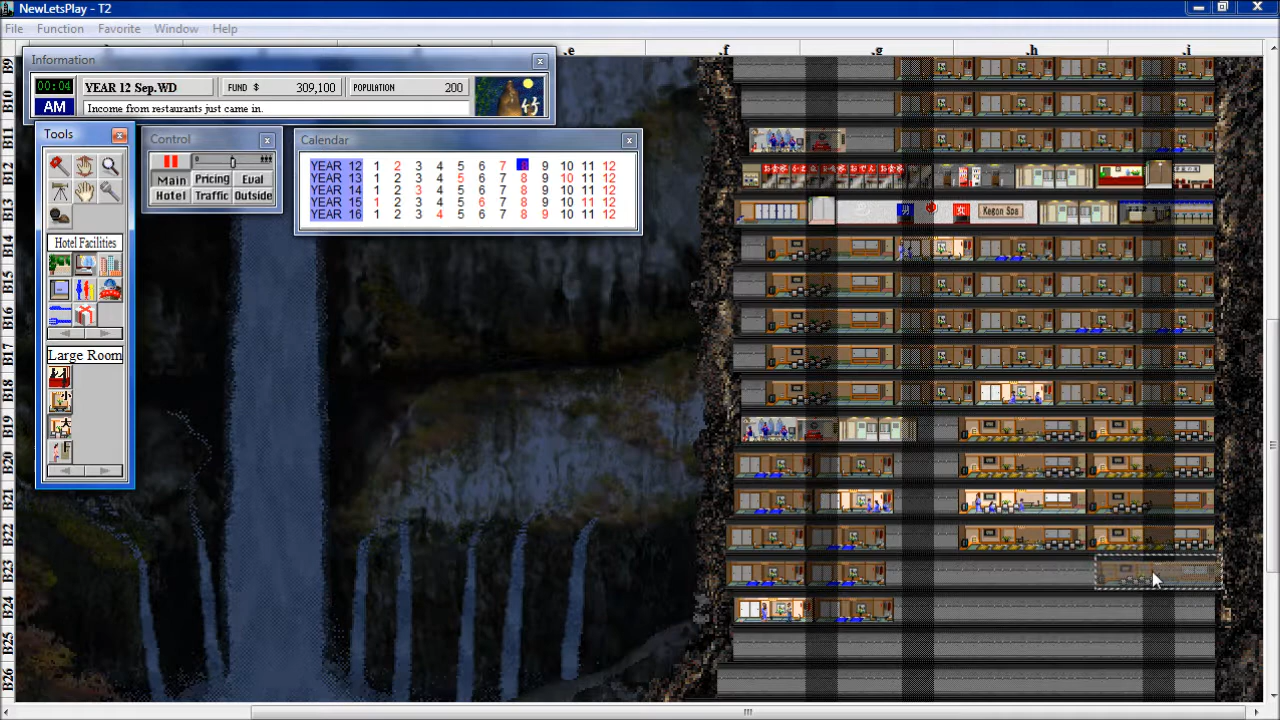 NewLetsPlay - T2
File Function Favorite Window Help
,e ,f ,g ,h ,i
Information
00:04 YEAR 12 Sep.WD FUND $ 309,100 POPULATION 200
AM Income from restaurants just came in.
竹
Tools
Control
Main Pricing Eual
Hotel Traffic Outside
Calendar
YEAR 12 1 2 3 4 5 6 7 8 9 10 11 12
YEAR 13 1 2 3 4 5 6 7 8 9 10 11 12
YEAR 14 1 2 3 4 5 6 7 8 9 10 11 12
YEAR 15 1 2 3 4 5 6 7 8 9 10 11 12
YEAR 16 1 2 3 4 5 6 7 8 9 10 11 12
Hotel Facilities
Large Room
小
大
B9
B10
B11
B12
B13
男 女 Kegon Spa
B14
B15
B16
B17
B18
B19
B20
B21
B22
B23
B24
B25
B26